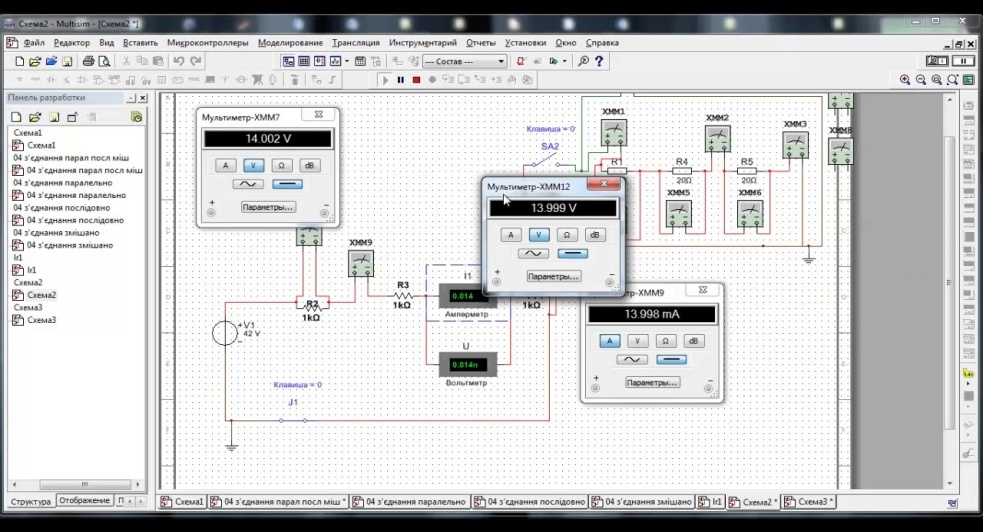 Схема2 - Multisim - [Схема2 *]
Файл Редактор Вид Вставить Микроконтроллеры Моделирование Трансляция Инструментарий Отчеты Установки Окно Справка
--- Состав ---
Панель разработки
Схема1
Схема1
04 з'єднання парал посл міш
04 з'єднання парал посл міш
04 з'єднання паралельно
04 з'єднання паралельно
04 з'єднання послідовно
04 з'єднання послідовно
04 з'єднання змішано
04 з'єднання змішано
Ir1
Ir1
Схема2
Схема2
Схема3
Схема3
Структура Отображение П
Мультиметр-XMM7
14.002 V
A V Ω dB
Параметры...
Клавиша = 0
SA2
XMM1
XMM2
XMM3
R1
R4
20Ω
R5
20Ω
XMM5
XMM6
Мультиметр-XMM12
13.999 V
A V Ω dB
Параметры...
XMM9
R2
1kΩ
R3
1kΩ
I1
0.014
Амперметр
1kΩ
U
0.014n
Вольтметр
V1
42 V
Клавиша = 0
J1
тр-XMM9
13.998 mA
A V Ω dB
Параметры...
Схема1 04 з'єднання парал посл міш * 04 з'єднання паралельно 04 з'єднання послідовно 04 з'єднання змішано Ir1 Схема2 * Схема3 *